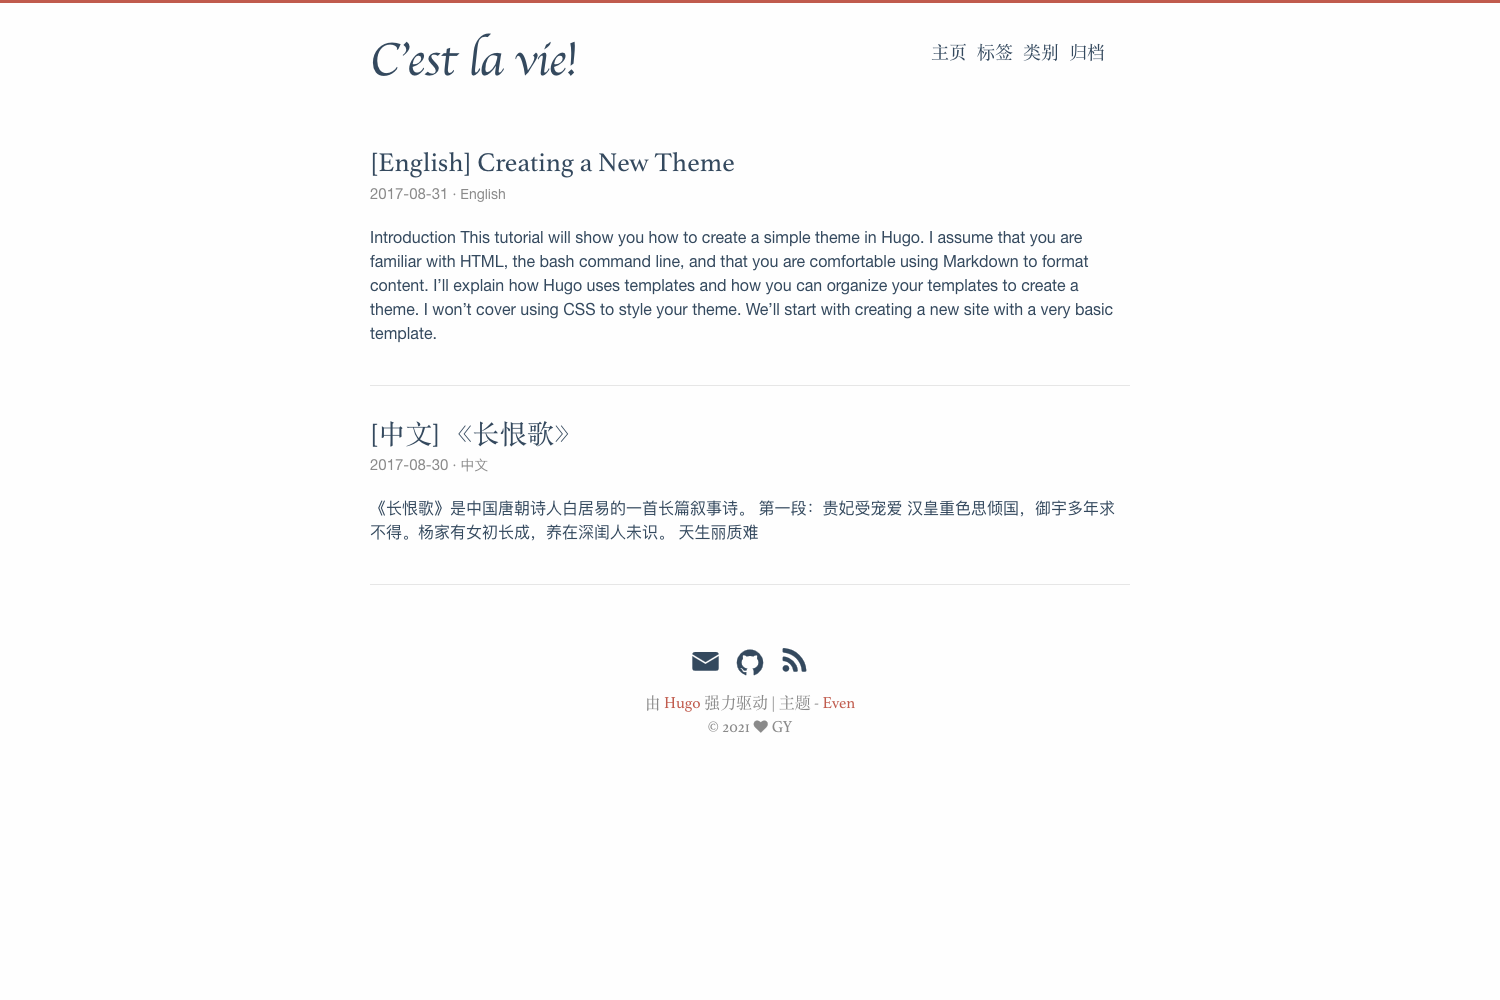 C’est la vie!
主页 标签 类别 归档
[English] Creating a New Theme
2017-08-31 · English
Introduction This tutorial will show you how to create a simple theme in Hugo. I assume that you are
familiar with HTML, the bash command line, and that you are comfortable using Markdown to format
content. I’ll explain how Hugo uses templates and how you can organize your templates to create a
theme. I won’t cover using CSS to style your theme. We’ll start with creating a new site with a very basic
template.
[中文] 《长恨歌》
2017-08-30 · 中文
《长恨歌》是中国唐朝诗人白居易的一首长篇叙事诗。 第一段：贵妃受宠爱 汉皇重色思倾国，御宇多年求
不得。杨家有女初长成，养在深闺人未识。 天生丽质难
由 Hugo 强力驱动 | 主题 - Even
© 2021 ♥ GY